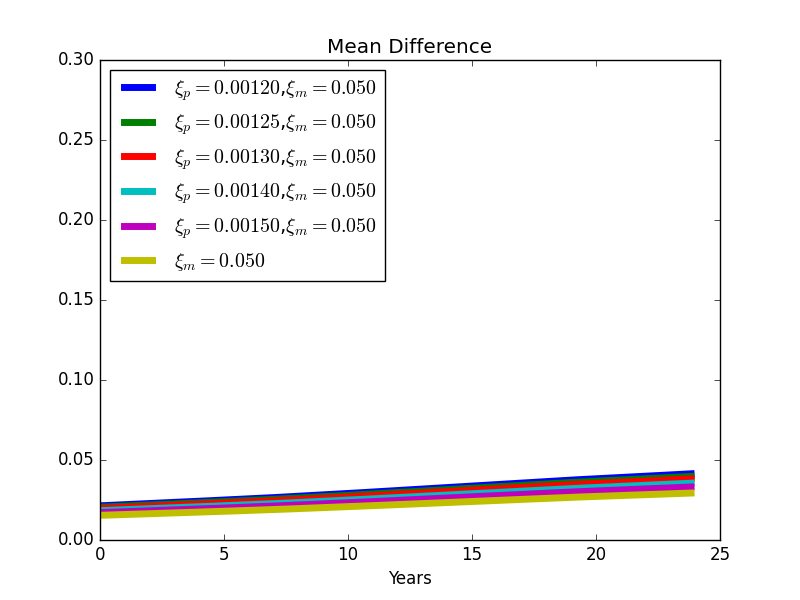 Mean Difference
0.30
0.25
0.20
0.15
0.10
0.05
0.00
ξp = 0.00120,ξm = 0.050
ξp = 0.00125,ξm = 0.050
ξp = 0.00130,ξm = 0.050
ξp = 0.00140,ξm = 0.050
ξp = 0.00150,ξm = 0.050
ξm = 0.050
0 5 10 15 20 25
Years